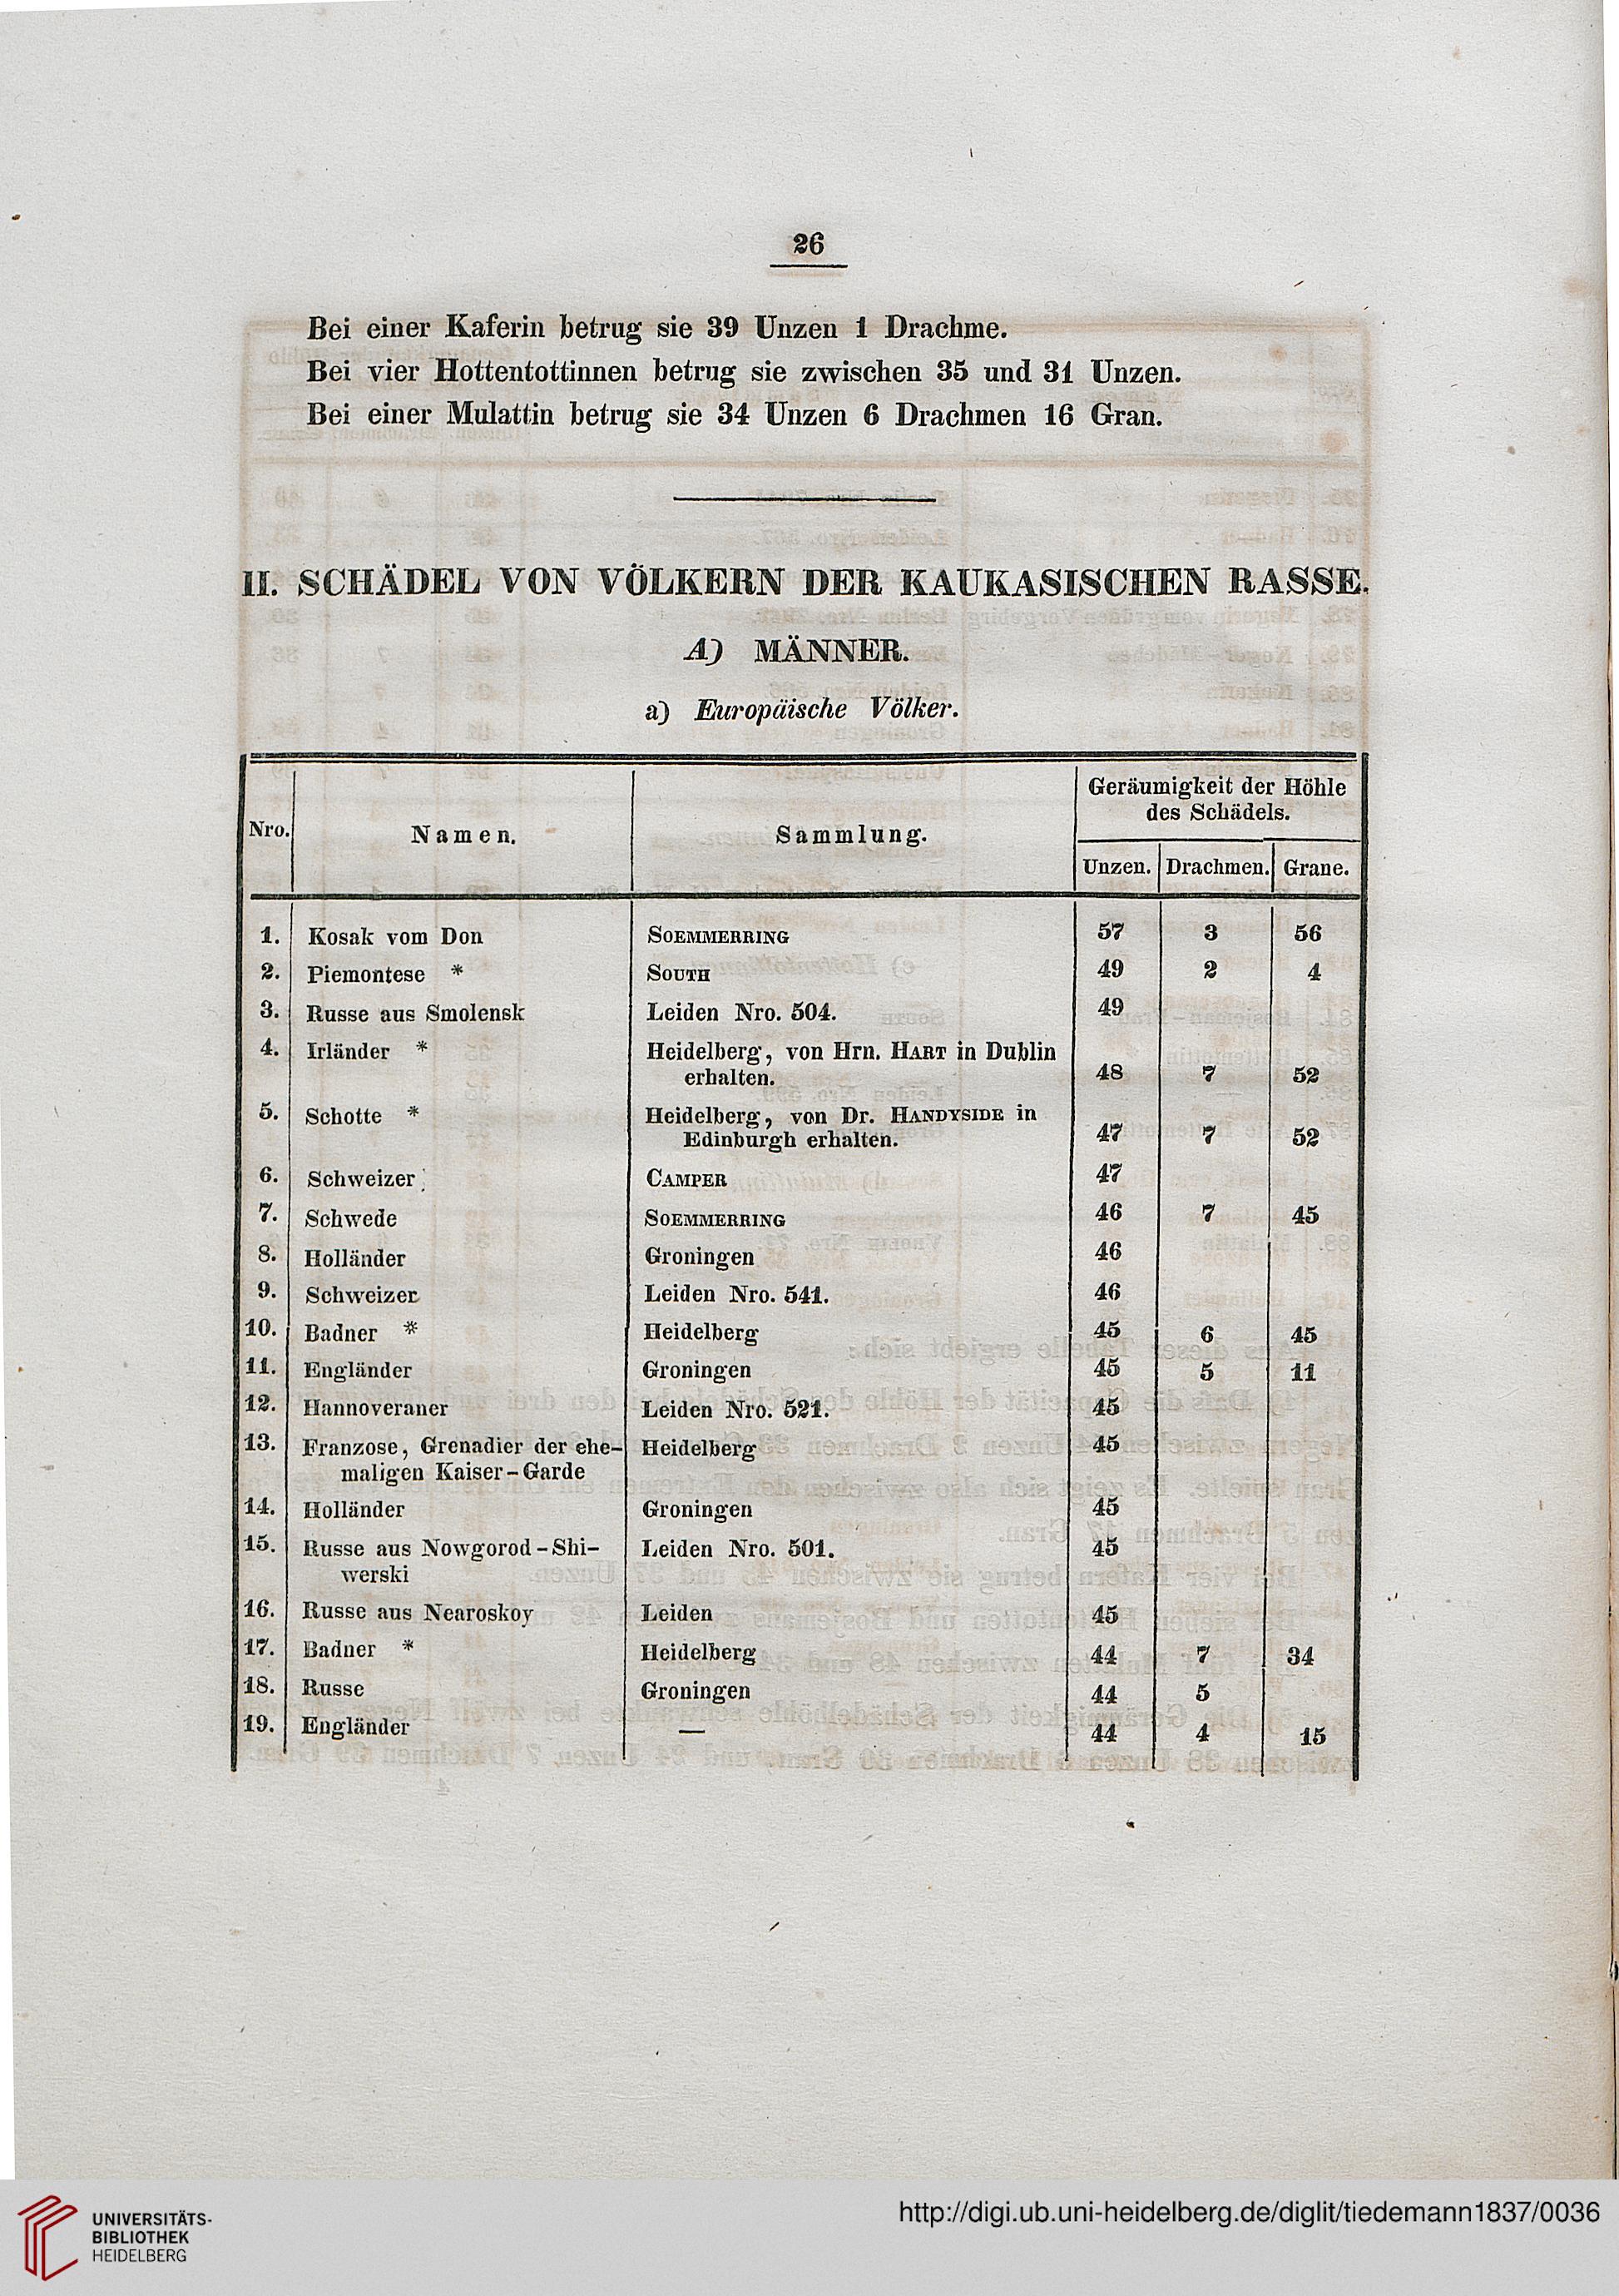 26
Bei einer Kaferin betrug sie 39 Unzen 1 Drachme.
Bei vier Hottentottinnen betrug sie zwischen 35 und 31 Unzen.
Bei einer Mulattin betrug sie 34 Unzen 6 Drachmen 16 Gran.
II. SCHÄDEL VON VÖLKERN DER KAUKASISCHEN RASSE.
A) MÄNNER.
a) Europäische Völker.
Nro. Namen. Sammlung. Geräumigkeit der Höhle
des Schädels.
Unzen. Drachmen. Grane.
1. Kosak vom Don SOEMMERRING 57 3 56
2. Piemontese * SOUTH 49 2 4
3. Russe aus Smolensk Leiden Nro. 504. 49
4. Irländer * Heidelberg, von Hrn. HART in Dublin
erhalten. 48 7 52
5. Schotte * Heidelberg, von Dr. HANDYSIDE in
Edinburgh erhalten. 47 7 52
6. Schweizer CAMPER 47
7. Schwede SOEMMERRING 46 7 45
8. Holländer Groningen 46
9. Schweizer Leiden Nro. 541. 46
10. Badner * Heidelberg 45 6 45
11. Engländer Groningen 45 5 11
12. Hannoveraner Leiden Nro. 521. 45
13. Franzose, Grenadier der ehe- Heidelberg 45
maligen Kaiser-Garde
14. Holländer Groningen 45
15. Russe aus Nowgorod-Shi- Leiden Nro. 501. 45
werski
16. Russe aus Nearoskoy Leiden 45
17. Badner * Heidelberg 44 7 34
18. Russe Groningen 44 5
19. Engländer — 44 4 15
UNIVERSITÄTS-
BIBLIOTHEK
HEIDELBERG
http://digi.ub.uni-heidelberg.de/diglit/tiedemann1837/0036